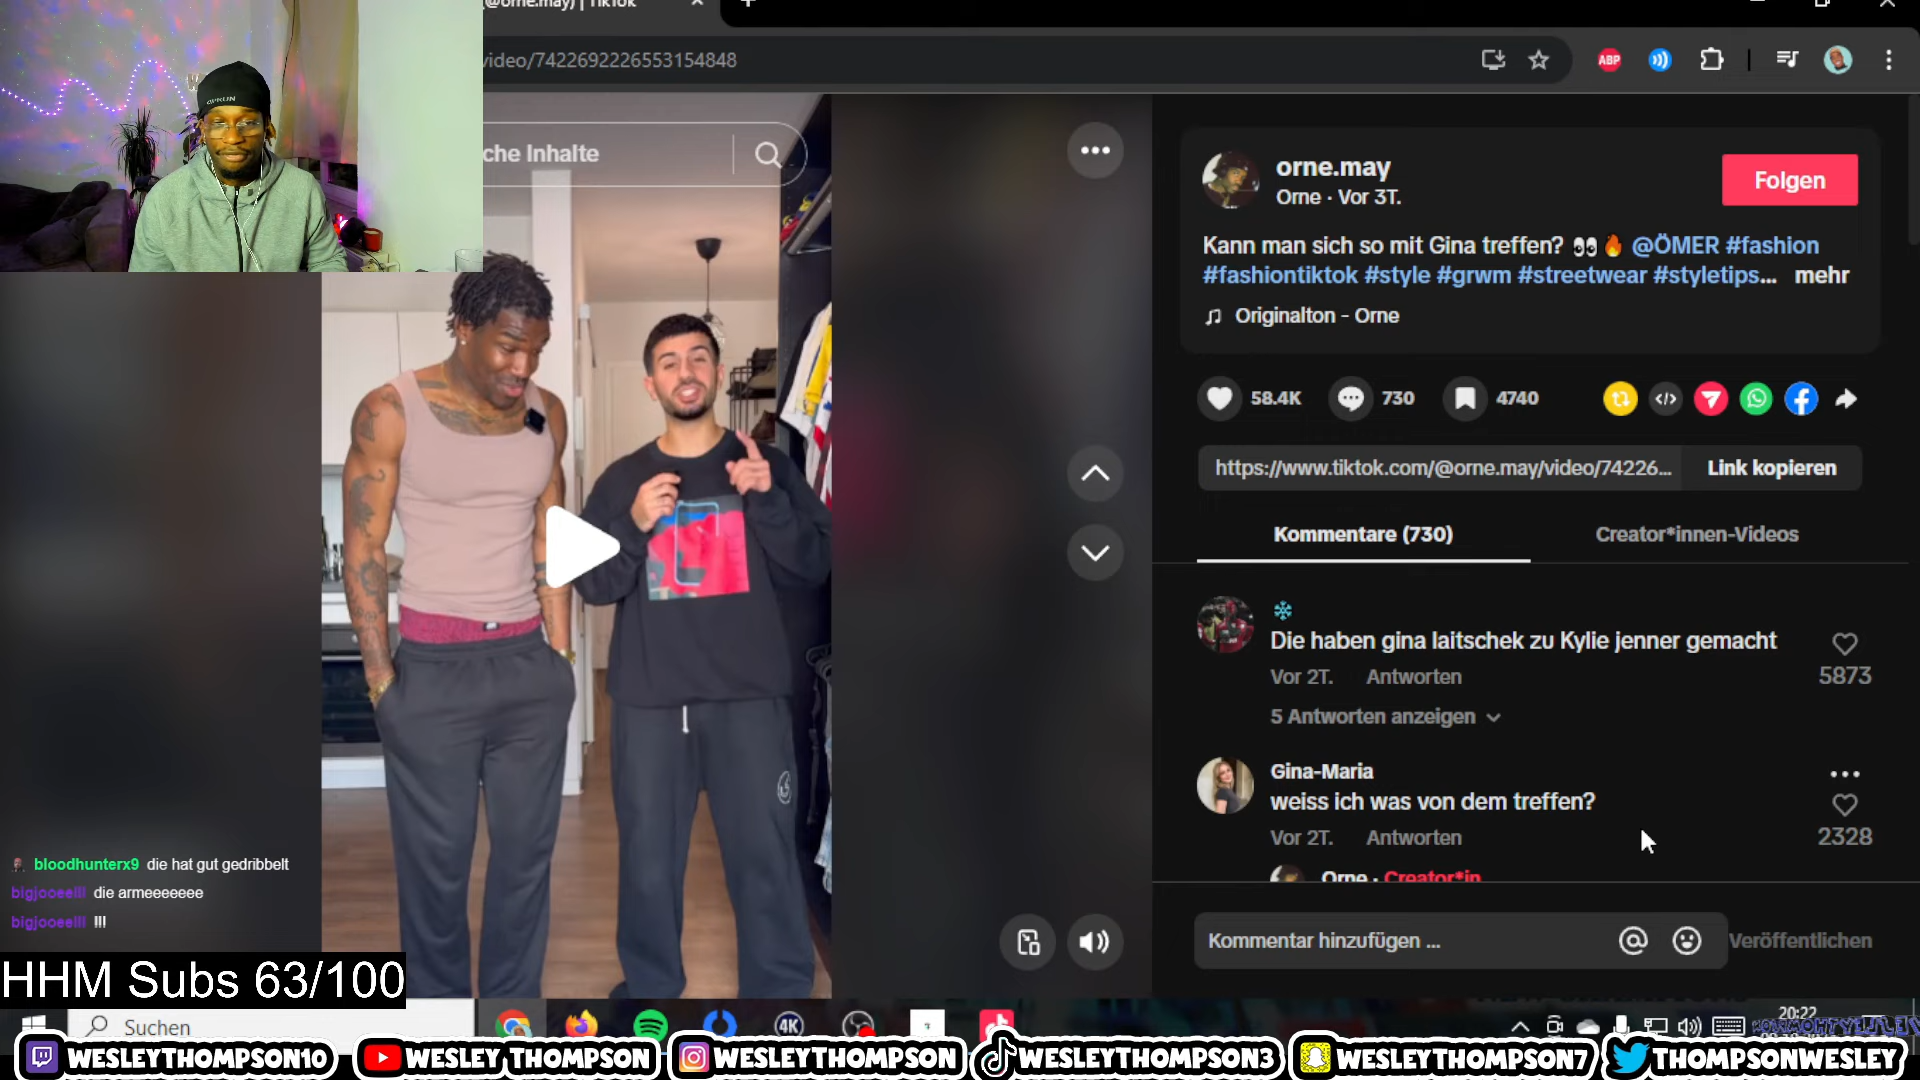 (@orne.may) | TikTok
video/7422692226553154848
ABP
OPKUN
che Inhalte
orne.may
Orne · Vor 3T.
Folgen
Kann man sich so mit Gina treffen? 👀🔥 @ÖMER #fashion
#fashiontiktok #style #grwm #streetwear #styletips... mehr
Originalton - Orne
58.4K
730
4740
https://www.tiktok.com/@orne.may/video/74226...
Link kopieren
Kommentare (730)
Creator*innen-Videos
Die haben gina laitschek zu Kylie jenner gemacht
5873
Vor 2T. Antworten
5 Antworten anzeigen
Gina-Maria
weiss ich was von dem treffen?
2328
Vor 2T. Antworten
Orne · Creator*in
Kommentar hinzufügen ...
Veröffentlichen
bloodhunterx9 die hat gut gedribbelt
bigjooeelll die armeeeeeee
bigjooeelll lll
HHM Subs 63/100
Suchen
4K
20:22
WESLEYTHOMPSON10
WESLEY THOMPSON
WESLEYTHOMPSON
WESLEYTHOMPSON3
WESLEYTHOMPSON7
THOMPSONWESLEY